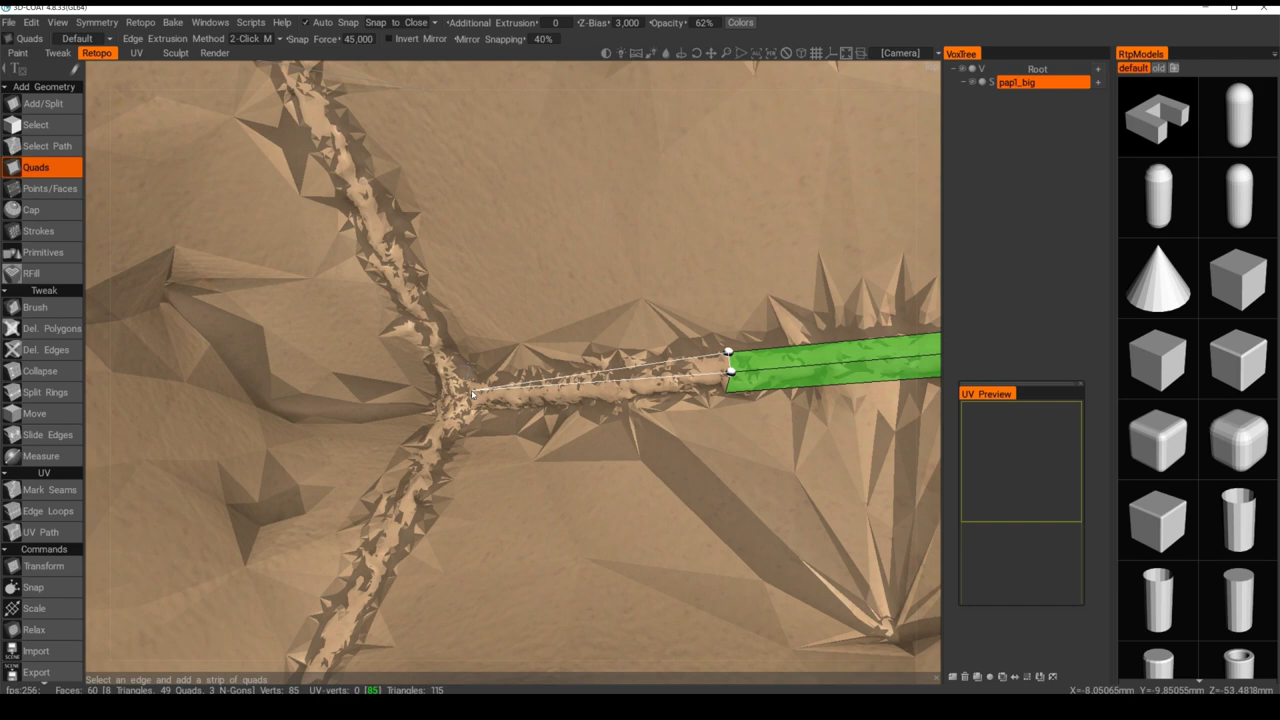 3D-COAT 4.8.33(GL64)
File Edit View Symmetry Retopo Bake Windows Scripts Help Auto Snap Snap to Close Additional Extrusion: 0 Z-Bias: 3,000 Opacity: 62% Colors
Quads Default Edge Extrusion Method 2-Click M Snap Force: 45,000 Invert Mirror Mirror Snapping: 40%
Paint Tweak Retopo UV Sculpt Render [Camera] VoxTree RtpModels
default old
V Root +
S pap1_big +
Add Geometry
Add/Split
Select
Select Path
Quads
Points/Faces
Cap
Strokes
Primitives
RFill
Tweak
Brush
Del. Polygons
Del. Edges
Collapse
Split Rings
Move
Slide Edges
Measure
UV
Mark Seams
Edge Loops
UV Path
Commands
Transform
Snap
Scale
Relax
Import
Export
UV Preview
Select an edge and add a strip of quads
fps:256; Faces: 60 [8 Triangles, 49 Quads, 3 N-Gons] Verts: 85 UV-verts: 0 [85] Triangles: 115 X=-8.05065mm Y=-9.85055mm Z=-53.4818mm